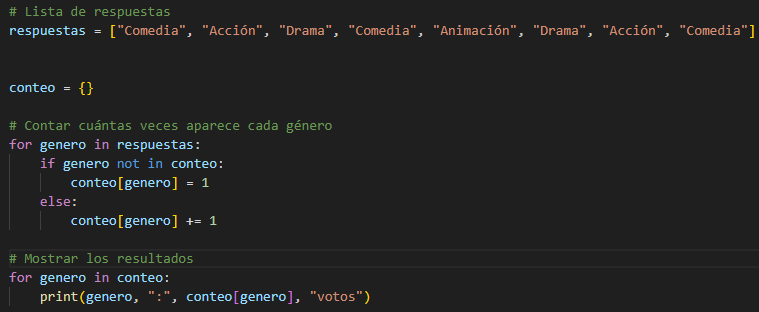 # Lista de respuestas
respuestas = ["Comedia", "Acción", "Drama", "Comedia", "Animación", "Drama", "Acción", "Comedia"]
conteo = {}
# Contar cuántas veces aparece cada género
for genero in respuestas:
    if genero not in conteo:
        conteo[genero] = 1
    else:
        conteo[genero] += 1
# Mostrar los resultados
for genero in conteo:
    print(genero, ":", conteo[genero], "votos")